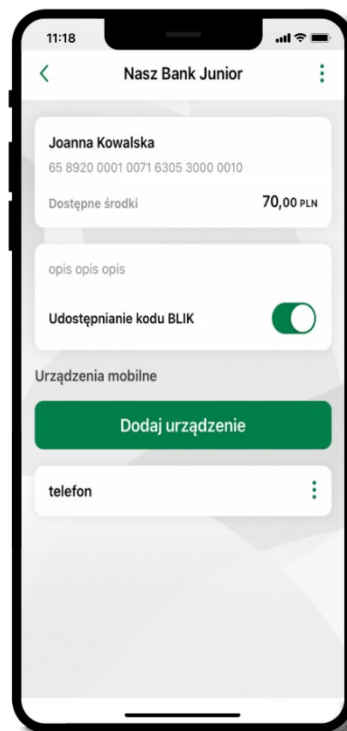 11:18
Nasz Bank Junior
Joanna Kowalska
65 8920 0001 0071 6305 3000 0010
Dostępne środki 70,00 PLN
opis opis opis
Udostępnianie kodu BLIK
Urządzenia mobilne
Dodaj urządzenie
telefon